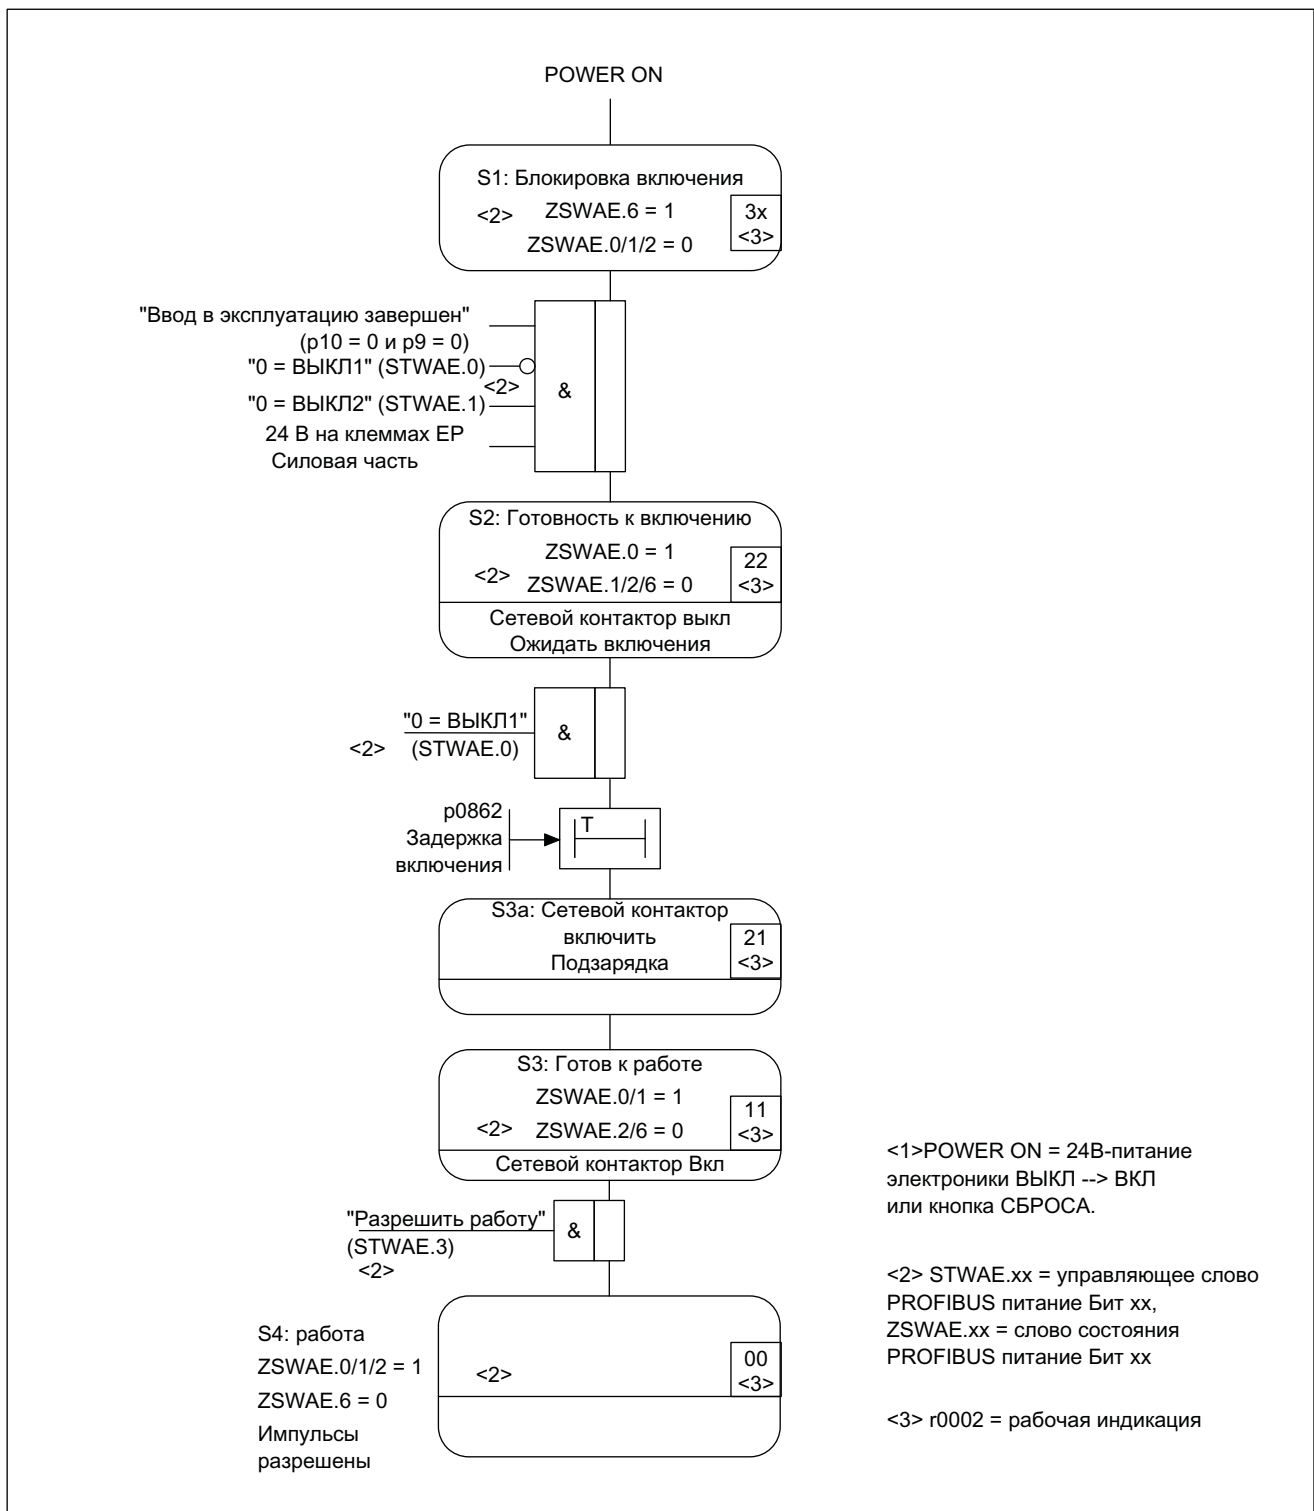 POWER ON
S1: Блокировка включения
<2> ZSWAE.6 = 1
ZSWAE.0/1/2 = 0
3x
<3>
"Ввод в эксплуатацию завершен"
(p10 = 0 и p9 = 0)
"0 = ВЫКЛ1" (STWAE.0)
<2>
"0 = ВЫКЛ2" (STWAE.1)
24 В на клеммах EP
Силовая часть
&
S2: Готовность к включению
ZSWAE.0 = 1
<2> ZSWAE.1/2/6 = 0
22
<3>
Сетевой контактор выкл
Ожидать включения
"0 = ВЫКЛ1"
<2> (STWAE.0)
&
p0862
Задержка
включения
T
S3a: Сетевой контактор
включить
Подзарядка
21
<3>
S3: Готов к работе
ZSWAE.0/1 = 1
<2> ZSWAE.2/6 = 0
11
<3>
Сетевой контактор Вкл
"Разрешить работу"
(STWAE.3)
<2>
&
S4: работа
ZSWAE.0/1/2 = 1
ZSWAE.6 = 0
Импульсы
разрешены
<2>
00
<3>
<1>POWER ON = 24В-питание
электроники ВЫКЛ --> ВКЛ
или кнопка СБРОСА.
<2> STWAE.xx = управляющее слово
PROFIBUS питание Бит xx,
ZSWAE.xx = слово состояния
PROFIBUS питание Бит xx
<3> r0002 = рабочая индикация